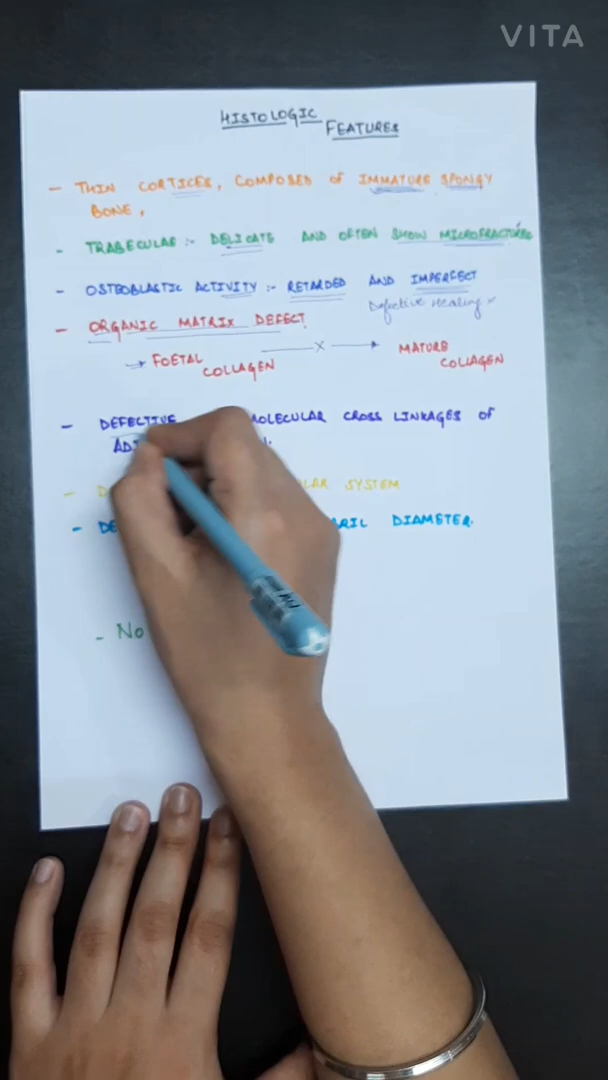 VITA
HISTOLOGIC
FEATURES
- THIN CORTICES, COMPOSED of IMMATURE SPONGY
BONE,
- TRABECULAE :- DELICATE AND OFTEN SHOW MICROFRACTURES
- OSTEOBLASTIC ACTIVITY :- RETARDED AND IMPERFECT
Defective Healing
- ORGANIC MATRIX DEFECT
→ FOETAL COLLAGEN —x→ MATURE COLLAGEN
- DEFECTIVE MOLECULAR CROSS LINKAGES of
- SYSTEM
- DIAMETER.
- No